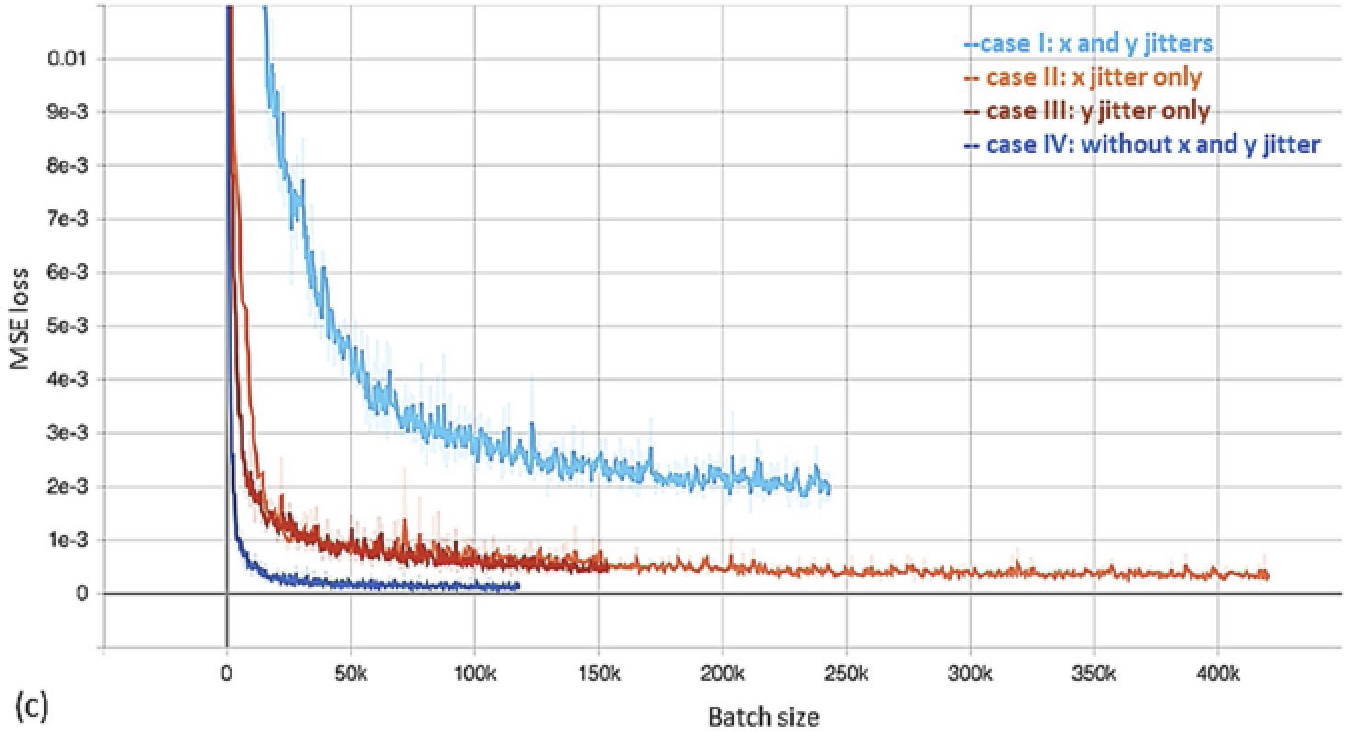 0.01
9e-3
8e-3
7e-3
6e-3
5e-3
4e-3
3e-3
2e-3
1e-3
0
MSE loss
--case I: x and y jitters
-- case II: x jitter only
-- case III: y jitter only
-- case IV: without x and y jitter
0 50k 100k 150k 200k 250k 300k 350k 400k
Batch size
(c)